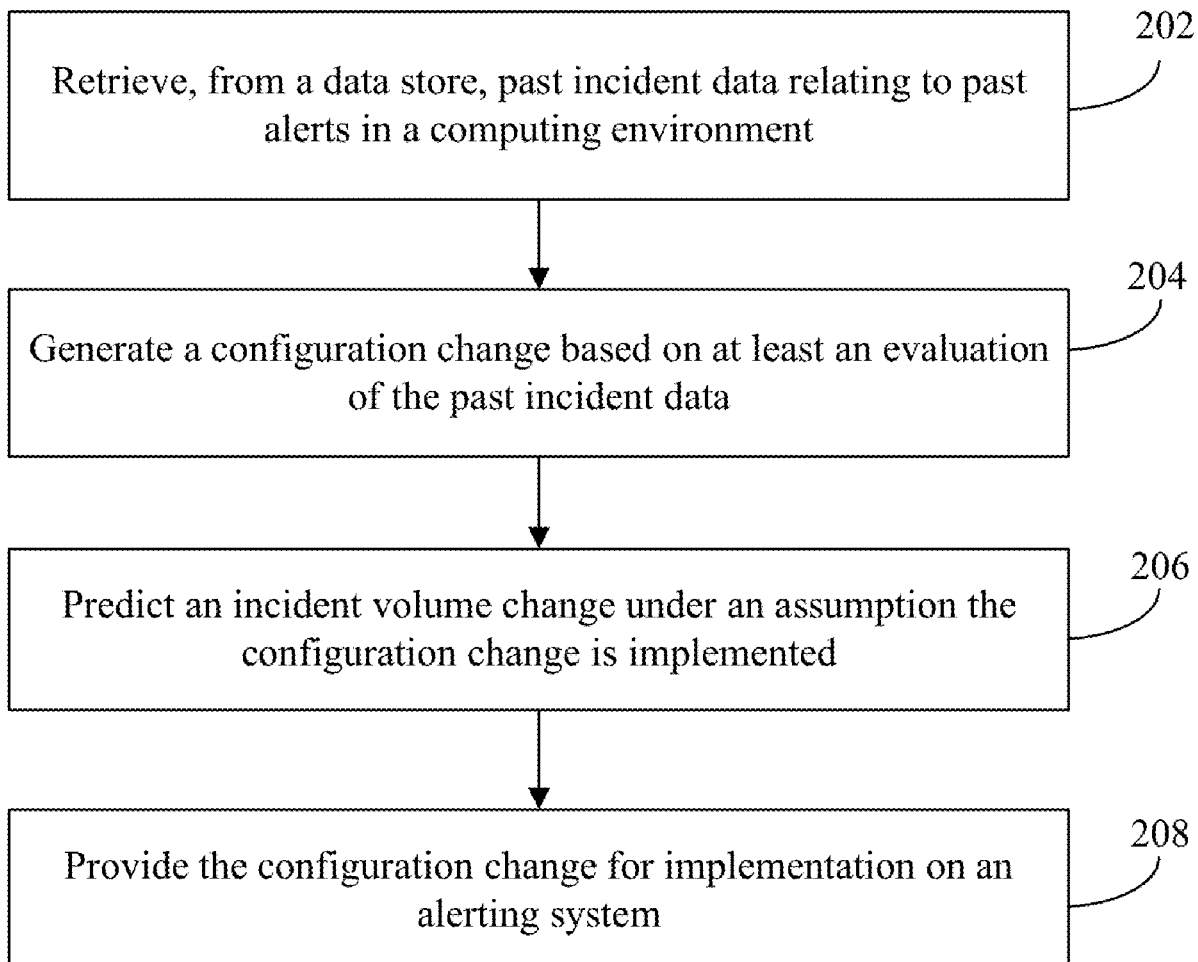 202
Retrieve, from a data store, past incident data relating to past
alerts in a computing environment
204
Generate a configuration change based on at least an evaluation
of the past incident data
206
Predict an incident volume change under an assumption the
configuration change is implemented
208
Provide the configuration change for implementation on an
alerting system